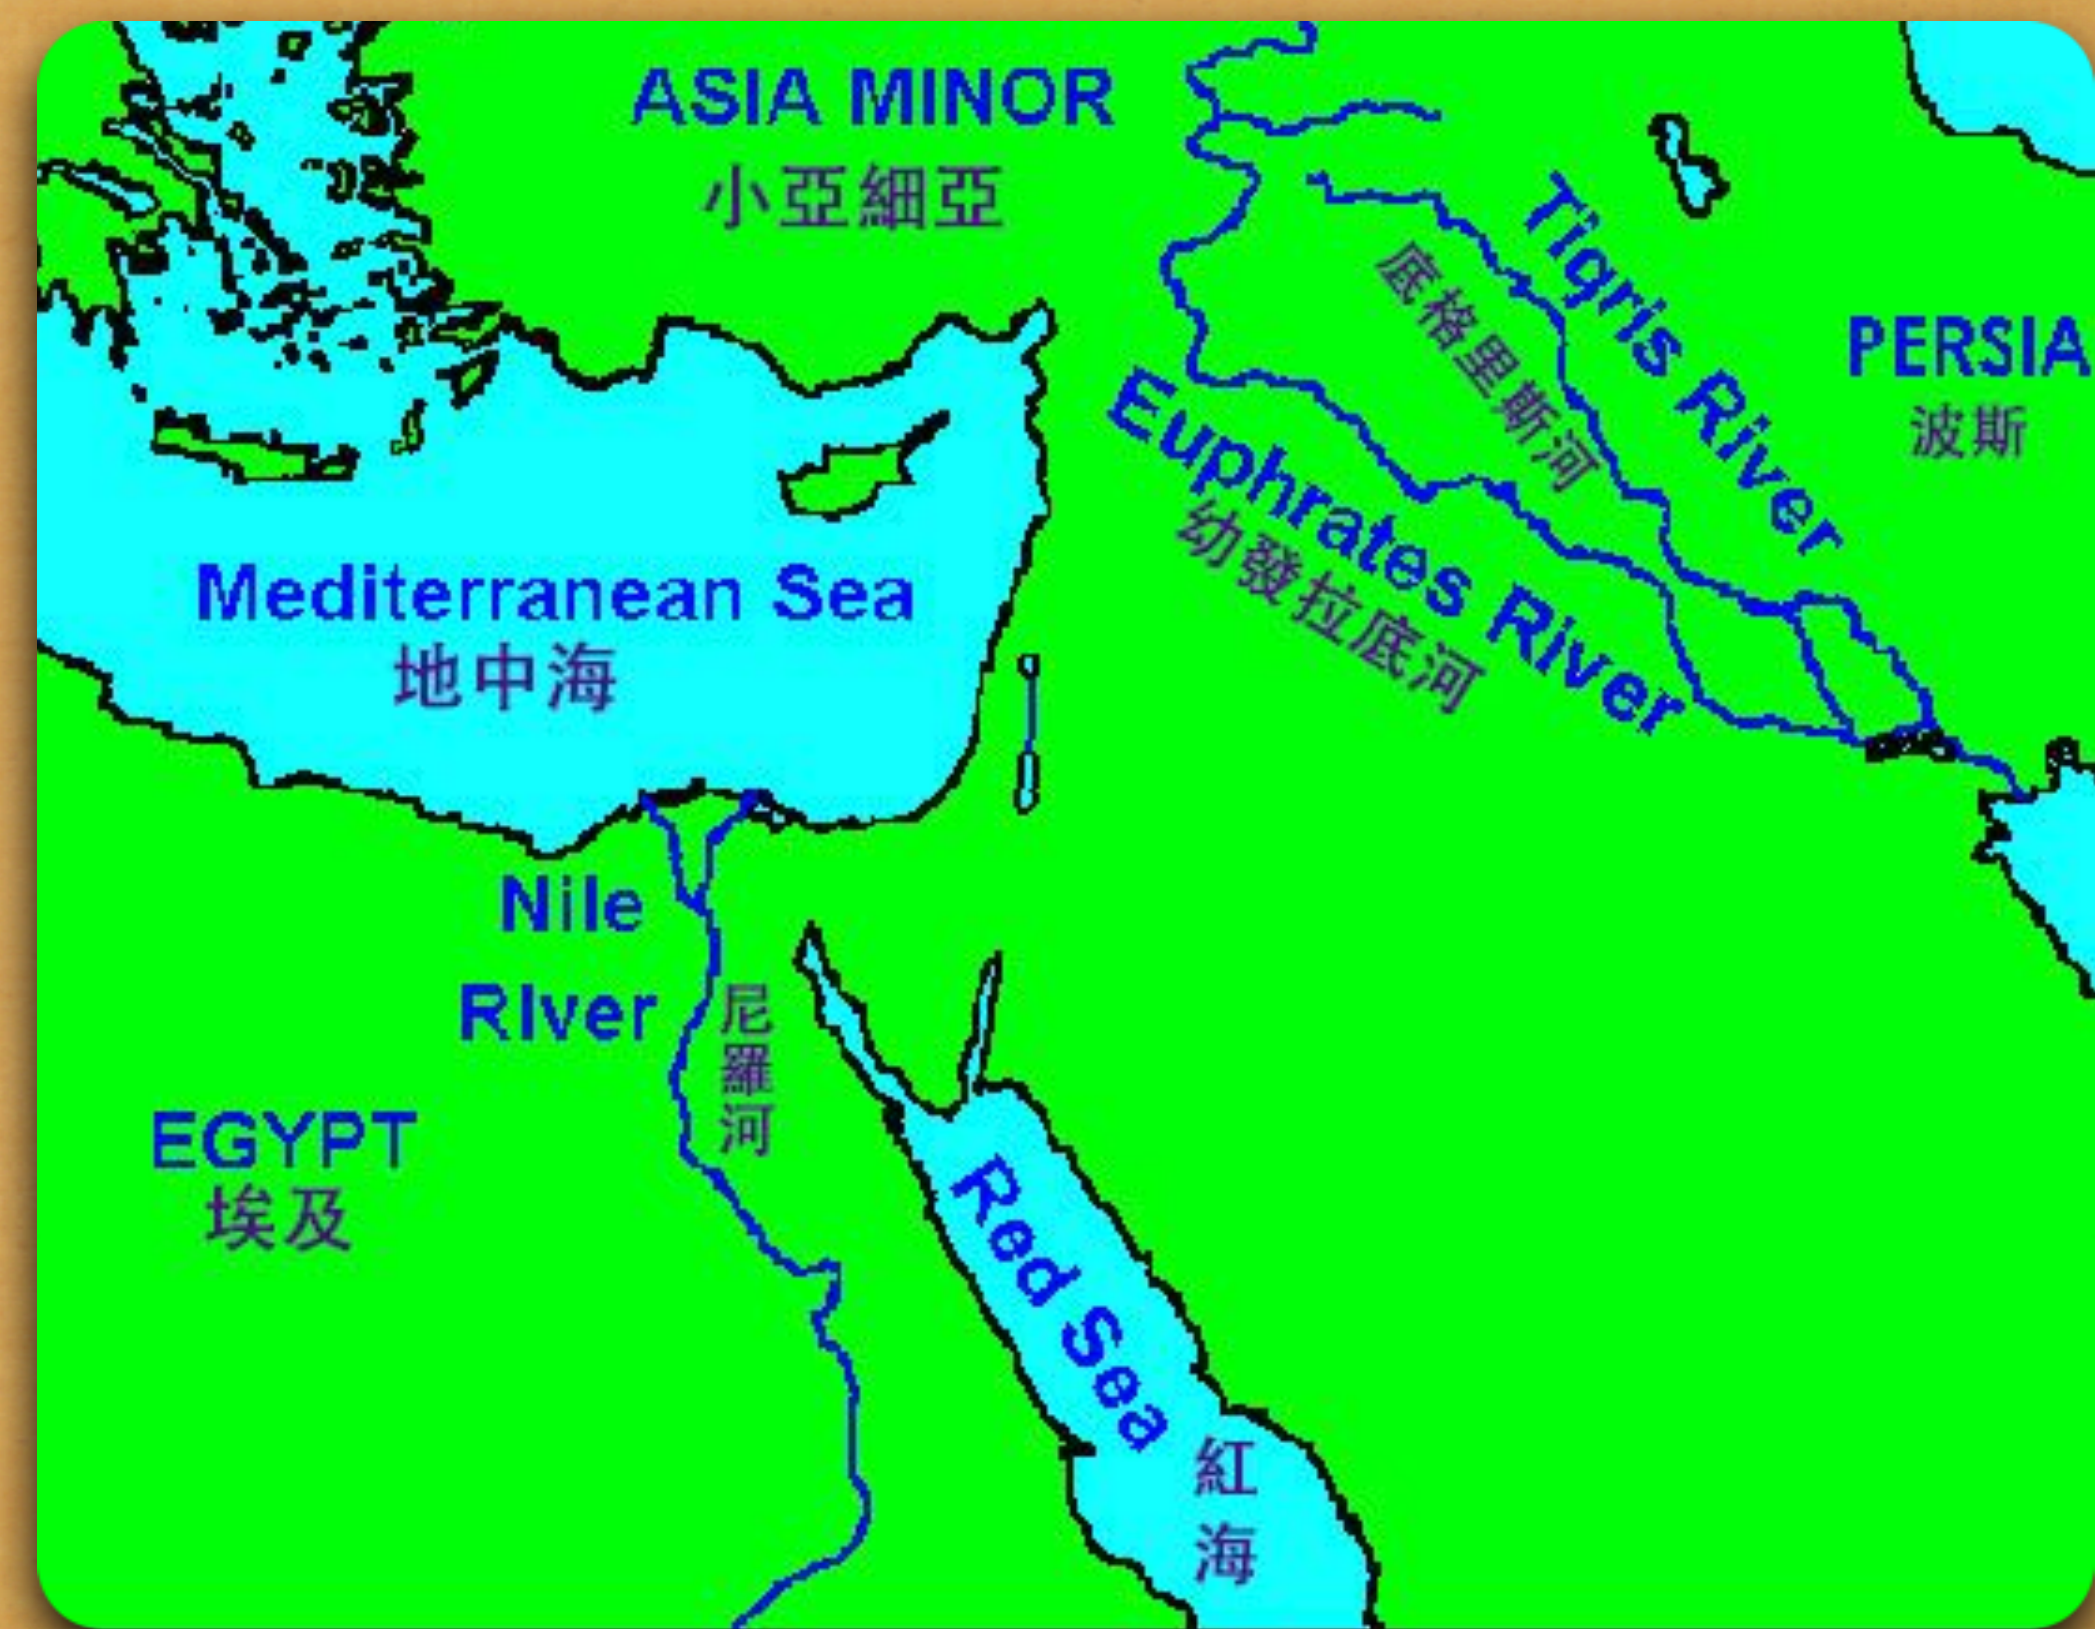 ASIA MINOR
小亞細亞
Tigris River
底格里斯河
PERSIA
波斯
Euphrates River
幼發拉底河
Mediterranean Sea
地中海
Nile
RIver
尼羅河
EGYPT
埃及
Red Sea
紅
海